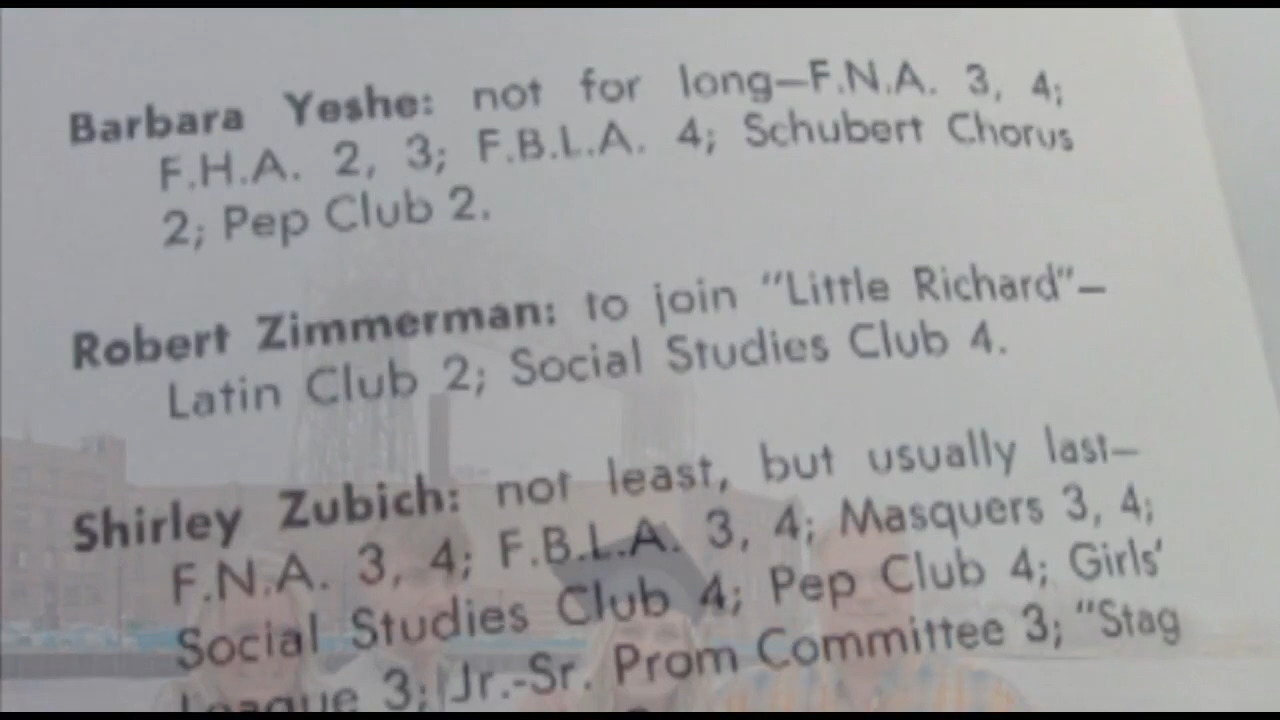 Barbara Yeshe: not for long—F.N.A. 3, 4;
F.H.A. 2, 3; F.B.L.A. 4; Schubert Chorus
2; Pep Club 2.
Robert Zimmerman: to join "Little Richard"—
Latin Club 2; Social Studies Club 4.
Shirley Zubich: not least, but usually last—
F.N.A. 3, 4; F.B.L.A. 3, 4; Masquers 3, 4;
Social Studies Club 4; Pep Club 4; Girls'
League 3; Jr.-Sr. Prom Committee 3; "Stag